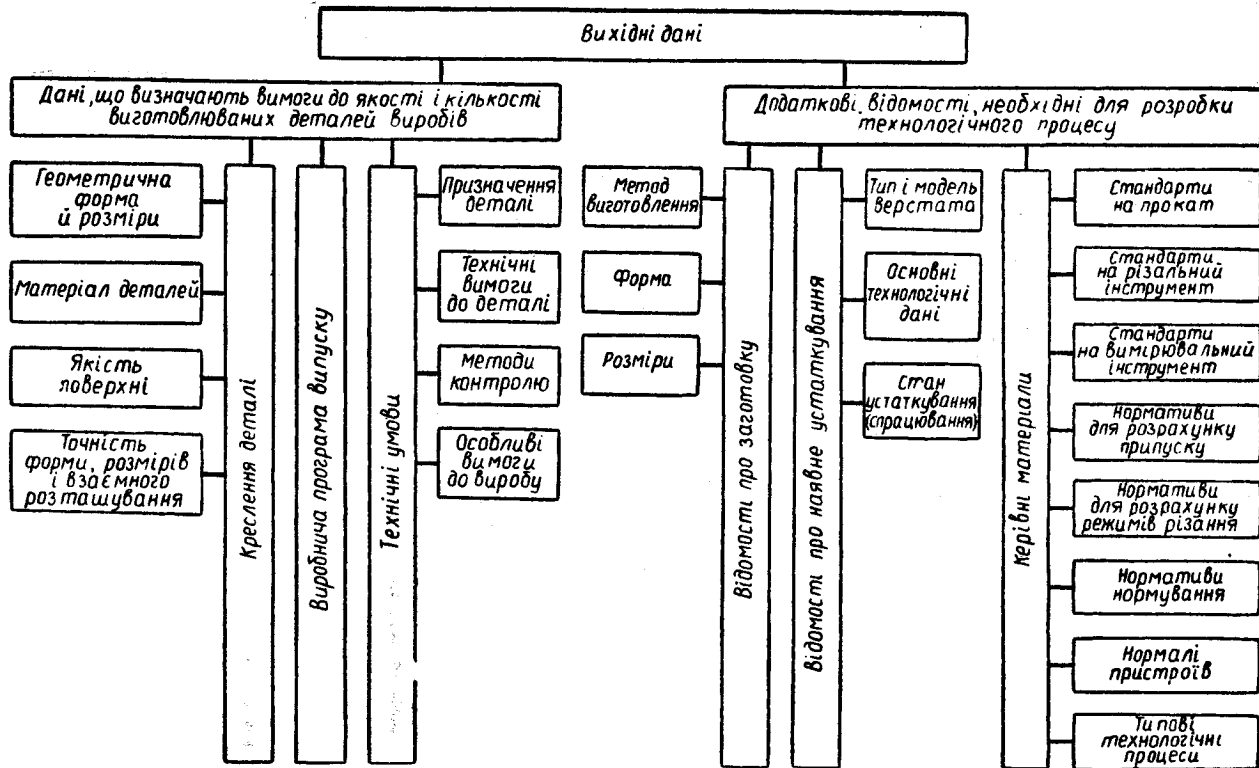 Вихідні дані
Дані, що визначають вимоги до якості і кількості
виготовлюваних деталей виробів
Додаткові відомості, необхідні для розробки
технологічного процесу
Геометрична
форма
й розміри
Матеріал деталей
Якість
поверхні
Точність
форми, розмірів
і взаємного
розташування
Креслення деталі
Виробнича програма випуску
Технічні умови
Призначення
деталі
Технічні
вимоги
до деталі
Методи
контролю
Особливі
вимоги
до виробу
Метод
виготовлення
Форма
Розміри
Відомості про заготовку
Відомості про наявне устаткування
Тип і модель
верстата
Основні
технологічні
дані
Стан
устаткування
(спрацювання)
Керівні матеріали
Стандарти
на прокат
Стандарти
на різальний
інструмент
Стандарти
на вимірювальний
інструмент
Нормативи
для розрахунку
припуску
Нормативи
для розрахунку
режимів різання
Нормативи
нормування
Нормалі
пристроїв
Типові
технологічні
процеси